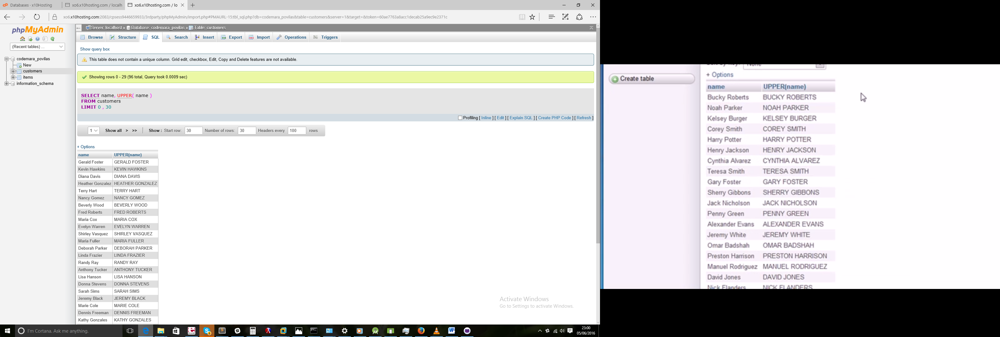 Databases - x10Hosting
xo6.x10hosting.com / localh
xo6.x10hosting.com / lo
xo6.x10hosting.com:2083/cpsess9446659933/3rdparty/phpMyAdmin/import.php#PMAURL-15:tbl_sql.php?db=codemara_povilas&table=customers&server=1&target=&token=60ae7763a8acc1decab25a9ec9e2371c
phpMyAdmin
(Recent tables) ...
codemara_povilas
New
customers
items
information_schema
Server: localhost » Database: codemara_povilas » Table: customers
Browse Structure SQL Search Insert Export Import Operations Triggers
Show query box
This table does not contain a unique column. Grid edit, checkbox, Edit, Copy and Delete features are not available.
Showing rows 0 - 29 (96 total, Query took 0.0009 sec)
SELECT name, UPPER( name )
FROM customers
LIMIT 0 , 30
Profiling [ Inline ] [ Edit ] [ Explain SQL ] [ Create PHP Code ] [ Refresh ]
1 Show all > >> Show : Start row: 30 Number of rows: 30 Headers every 100 rows
+ Options
name UPPER(name)
Gerald Foster GERALD FOSTER
Kevin Hawkins KEVIN HAWKINS
Diana Davis DIANA DAVIS
Heather Gonzalez HEATHER GONZALEZ
Terry Hart TERRY HART
Nancy Gomez NANCY GOMEZ
Beverly Wood BEVERLY WOOD
Fred Roberts FRED ROBERTS
Maria Cox MARIA COX
Evelyn Warren EVELYN WARREN
Shirley Vasquez SHIRLEY VASQUEZ
Maria Fuller MARIA FULLER
Deborah Parker DEBORAH PARKER
Linda Frazier LINDA FRAZIER
Randy Ray RANDY RAY
Anthony Tucker ANTHONY TUCKER
Lisa Hanson LISA HANSON
Donna Stevens DONNA STEVENS
Sarah Sims SARAH SIMS
Jeremy Black JEREMY BLACK
Marie Cole MARIE COLE
Dennis Freeman DENNIS FREEMAN
Kathy Gonzales KATHY GONZALES
Activate Windows
Go to Settings to activate Windows.
I'm Cortana. Ask me anything.
23:00
05/06/2016
None
Create table
+ Options
name UPPER(name)
Bucky Roberts BUCKY ROBERTS
Noah Parker NOAH PARKER
Kelsey Burger KELSEY BURGER
Corey Smith COREY SMITH
Harry Potter HARRY POTTER
Henry Jackson HENRY JACKSON
Cynthia Alvarez CYNTHIA ALVAREZ
Teresa Smith TERESA SMITH
Gary Foster GARY FOSTER
Sherry Gibbons SHERRY GIBBONS
Jack Nicholson JACK NICHOLSON
Penny Green PENNY GREEN
Alexander Evans ALEXANDER EVANS
Jeremy White JEREMY WHITE
Omar Badshah OMAR BADSHAH
Preston Harrison PRESTON HARRISON
Manuel Rodriguez MANUEL RODRIGUEZ
David Jones DAVID JONES
Nick Flanders NICK FLANDERS